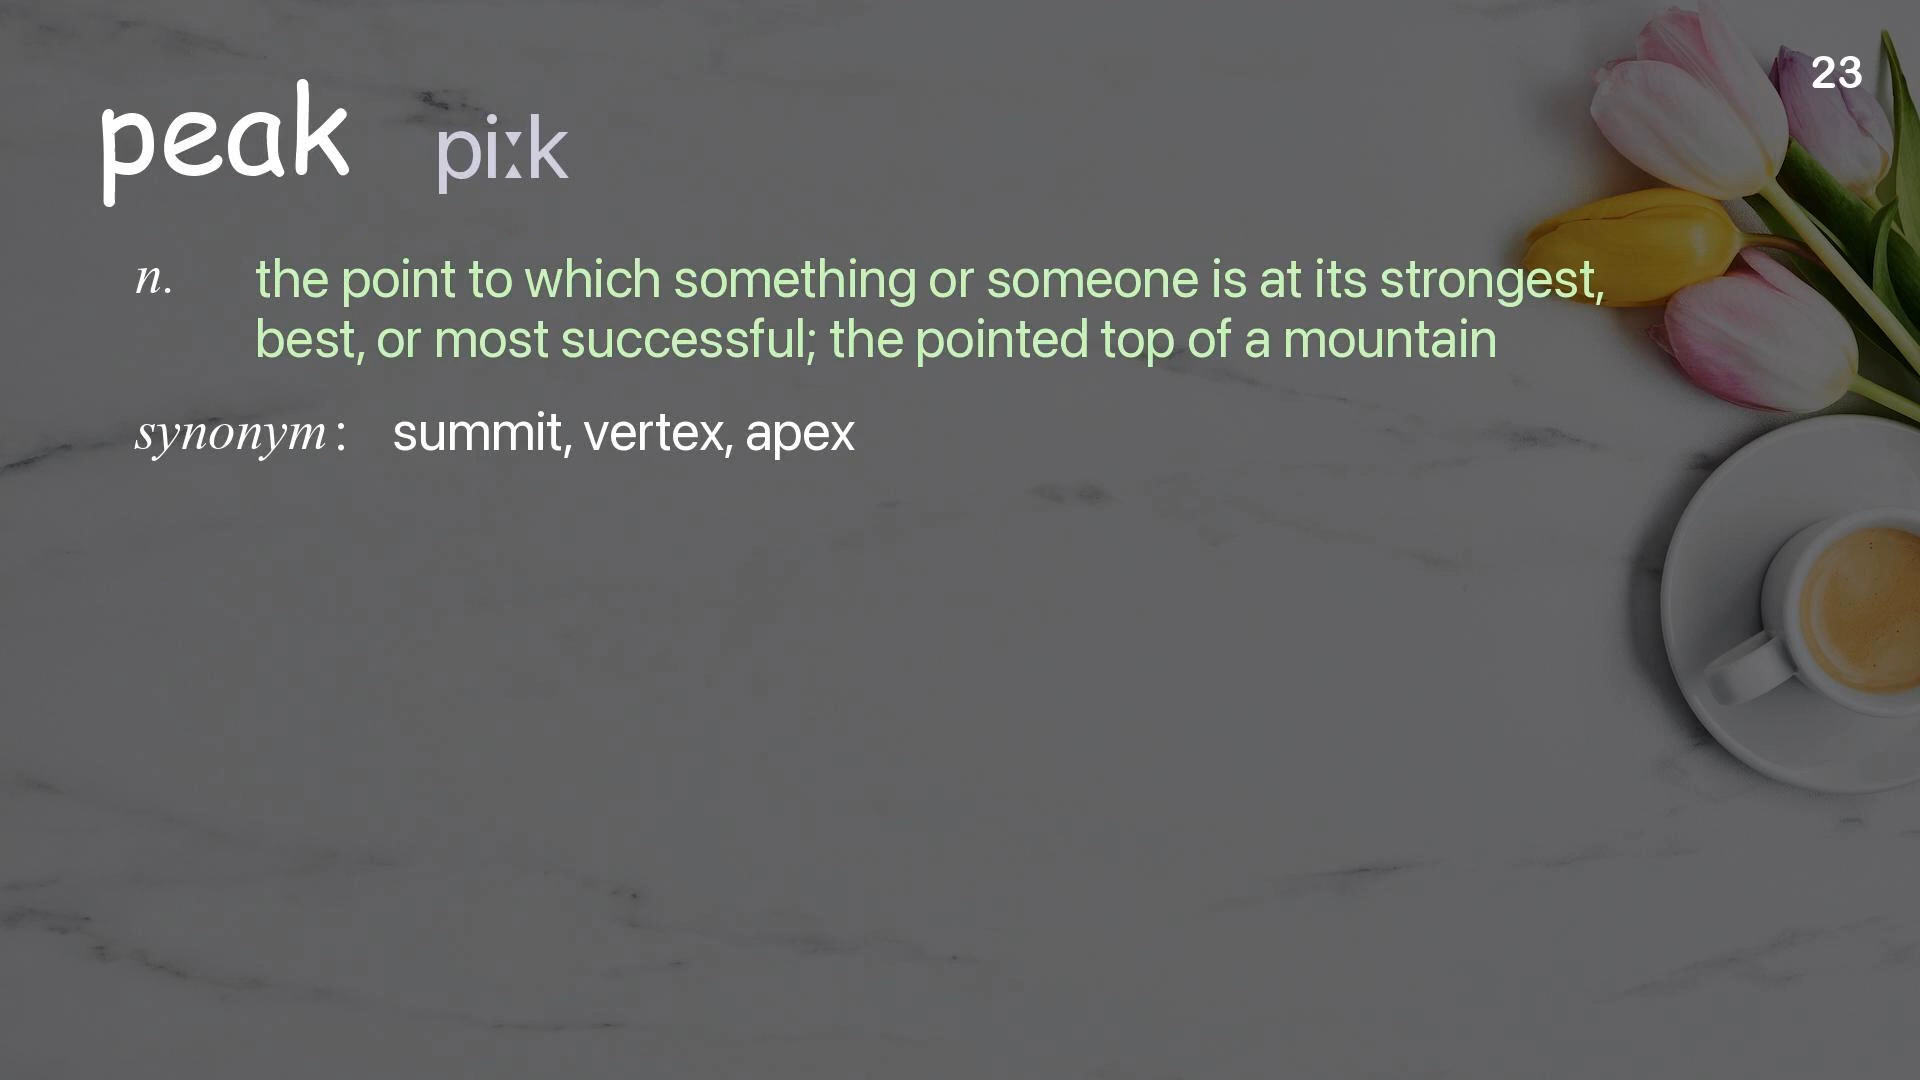 23
peak piːk
n. the point to which something or someone is at its strongest,
best, or most successful; the pointed top of a mountain
synonym: summit, vertex, apex